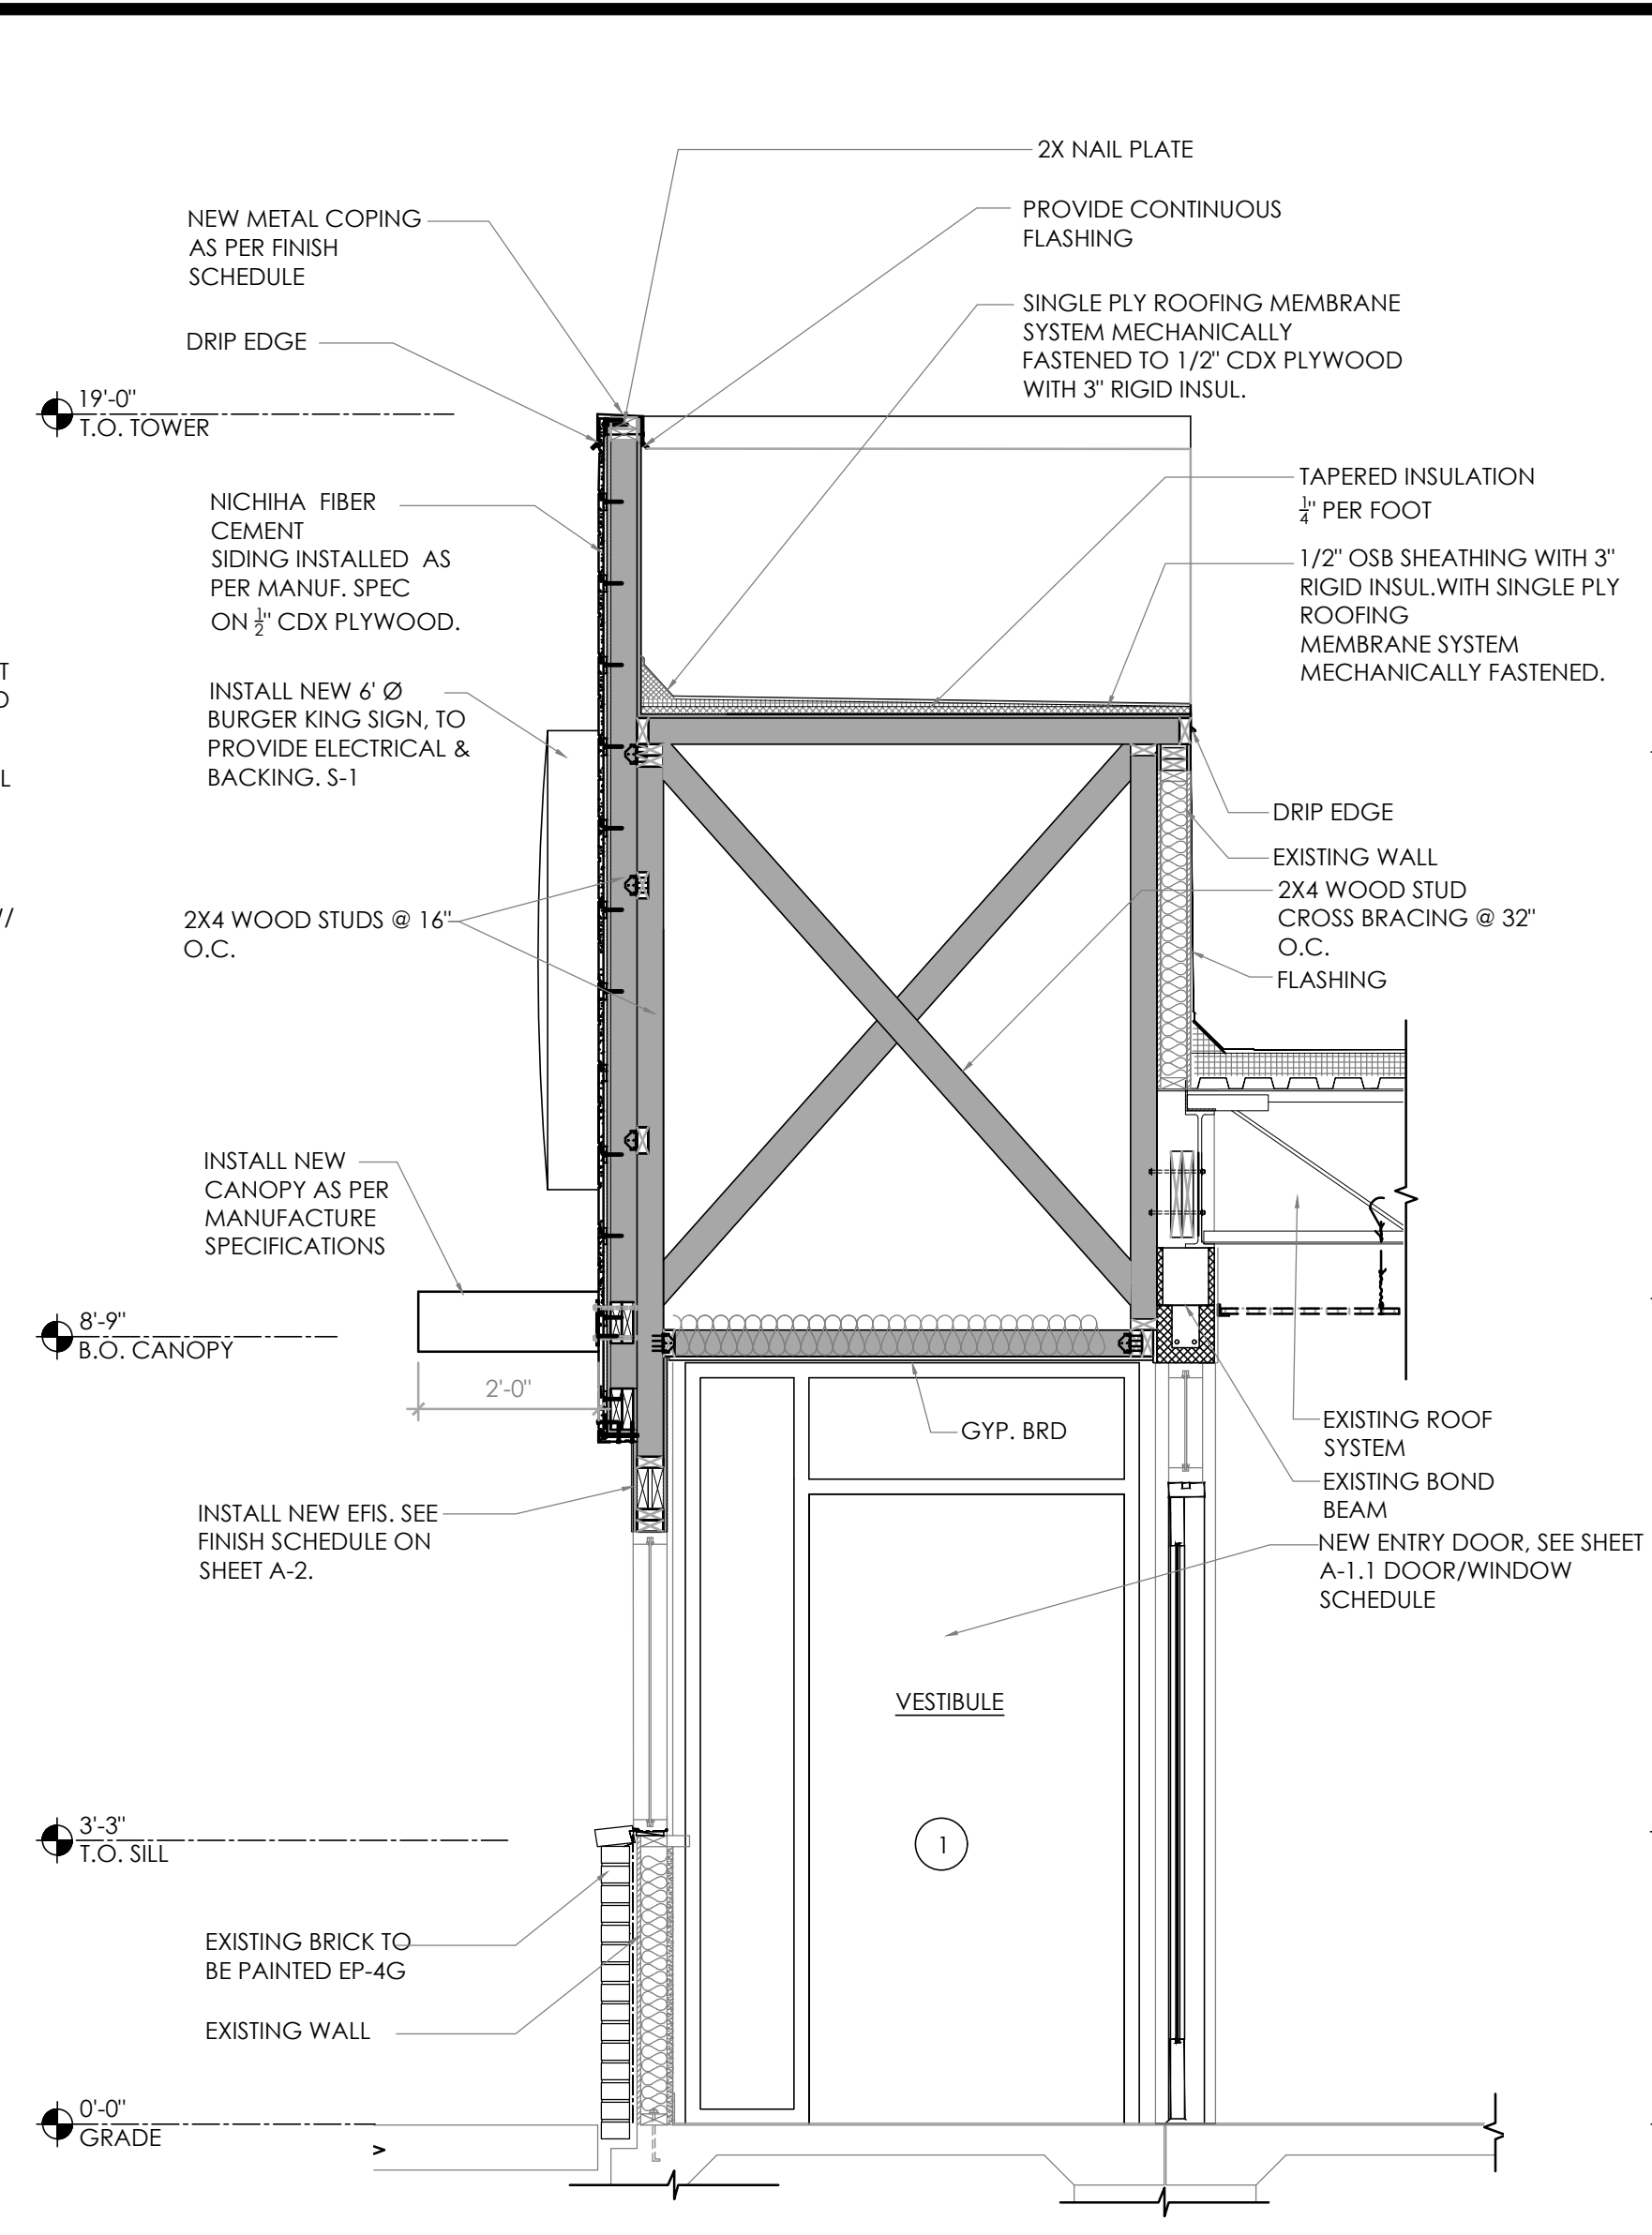 2X NAIL PLATE
NEW METAL COPING
AS PER FINISH
SCHEDULE
PROVIDE CONTINUOUS
FLASHING
DRIP EDGE
SINGLE PLY ROOFING MEMBRANE
SYSTEM MECHANICALLY
FASTENED TO 1/2" CDX PLYWOOD
WITH 3" RIGID INSUL.
19'-0"
T.O. TOWER
NICHIHA FIBER
CEMENT
SIDING INSTALLED AS
PER MANUF. SPEC
ON 1/2" CDX PLYWOOD.
TAPERED INSULATION
1/4" PER FOOT
1/2" OSB SHEATHING WITH 3"
RIGID INSUL.WITH SINGLE PLY
ROOFING
MEMBRANE SYSTEM
MECHANICALLY FASTENED.
T
D
L
//
INSTALL NEW 6' Ø
BURGER KING SIGN, TO
PROVIDE ELECTRICAL &
BACKING. S-1
DRIP EDGE
EXISTING WALL
2X4 WOOD STUD
CROSS BRACING @ 32"
O.C.
FLASHING
2X4 WOOD STUDS @ 16"
O.C.
INSTALL NEW
CANOPY AS PER
MANUFACTURE
SPECIFICATIONS
8'-9"
B.O. CANOPY
2'-0"
GYP. BRD
EXISTING ROOF
SYSTEM
EXISTING BOND
BEAM
INSTALL NEW EFIS. SEE
FINISH SCHEDULE ON
SHEET A-2.
NEW ENTRY DOOR, SEE SHEET
A-1.1 DOOR/WINDOW
SCHEDULE
VESTIBULE
1
3'-3"
T.O. SILL
EXISTING BRICK TO
BE PAINTED EP-4G
EXISTING WALL
0'-0"
GRADE